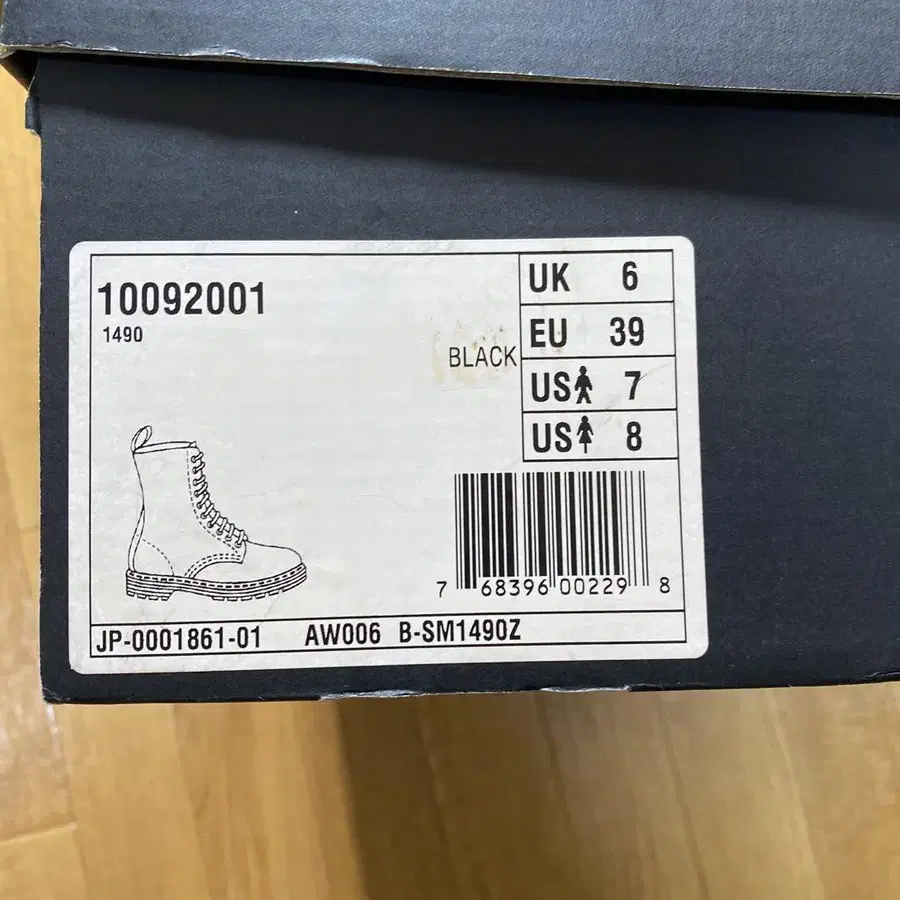 10092001
1490
BLACK
UK 6
EU 39
US 7
US 8
7 68396 00229 8
JP-0001861-01 AW006 B-SM1490Z